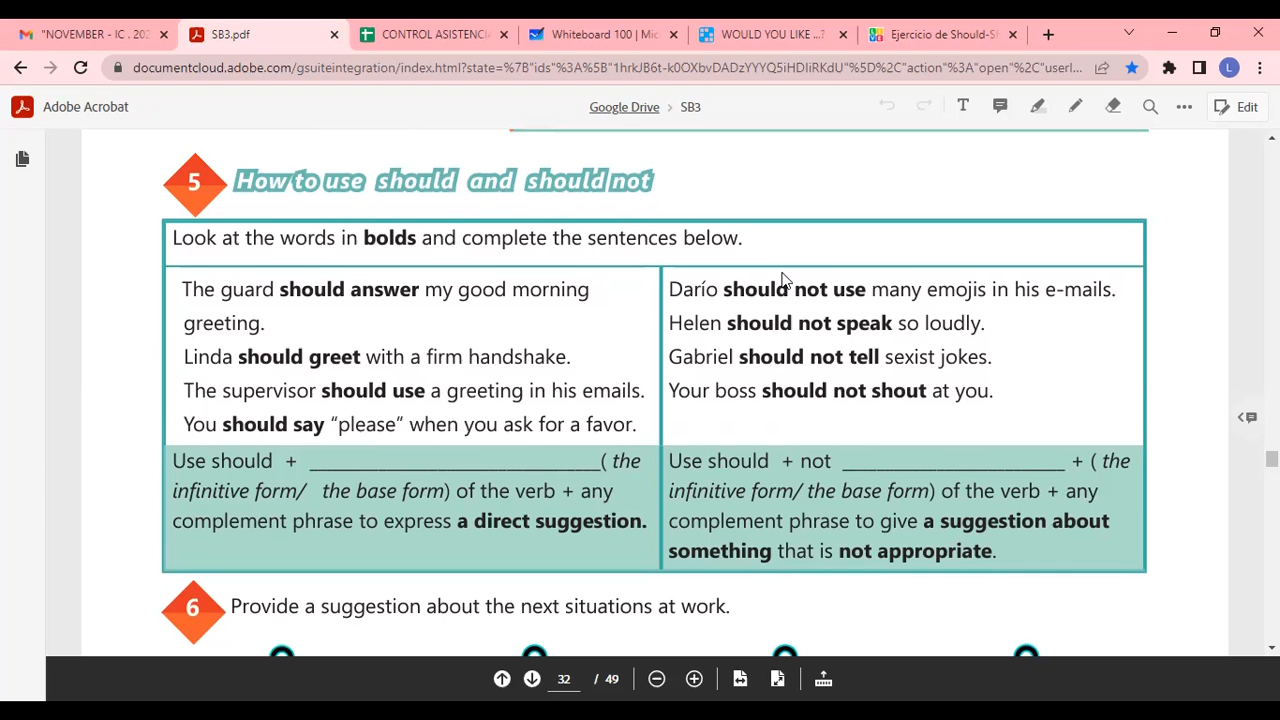 "NOVEMBER - IC . 202
SB3.pdf
CONTROL ASISTENCI
Whiteboard 100 | Mic
WOULD YOU LIKE ...?
Ejercicio de Should-S
documentcloud.adobe.com/gsuiteintegration/index.html?state=%7B"ids"%3A%5B"1hrkJB6t-k0OXbvDADzYYYQ5iHDIiRKdU"%5D%2C"action"%3A"open"%2C"userI...
L
Adobe Acrobat
Google Drive > SB3
Edit
5 How to use should and should not
Look at the words in bolds and complete the sentences below.
The guard should answer my good morning
greeting.
Linda should greet with a firm handshake.
The supervisor should use a greeting in his emails.
You should say “please“ when you ask for a favor.
Darío should not use many emojis in his e-mails.
Helen should not speak so loudly.
Gabriel should not tell sexist jokes.
Your boss should not shout at you.
Use should + ____________________________( the
infinitive form/ the base form) of the verb + any
complement phrase to express a direct suggestion.
Use should + not _____________________ + ( the
infinitive form/ the base form) of the verb + any
complement phrase to give a suggestion about
something that is not appropriate.
6 Provide a suggestion about the next situations at work.
32 / 49